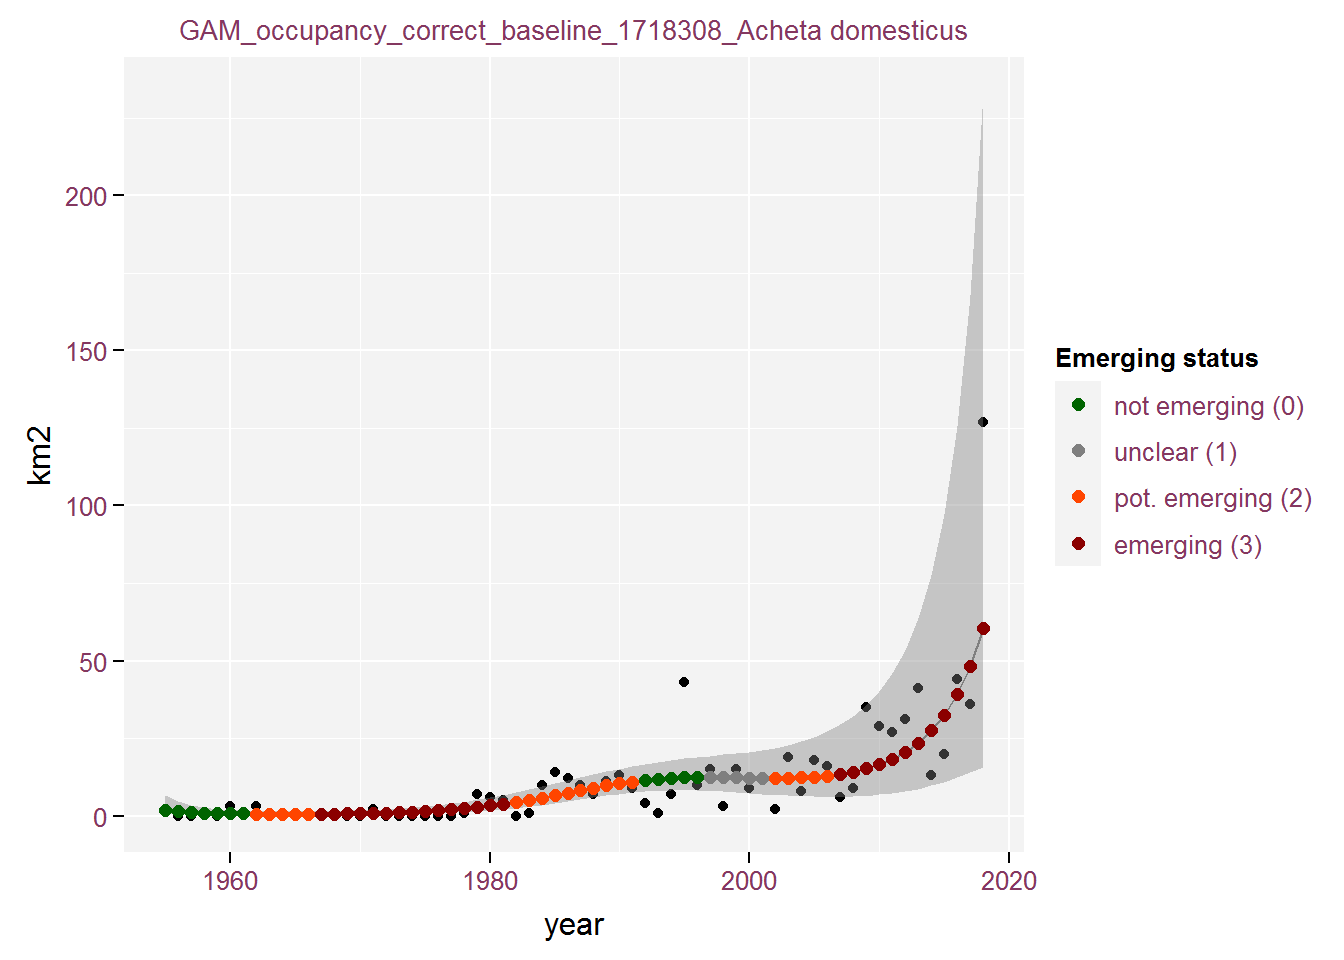 GAM_occupancy_correct_baseline_1718308_Acheta domesticus
km2
200
150
100
50
0
1960
1980
2000
2020
year
Emerging status
not emerging (0)
unclear (1)
pot. emerging (2)
emerging (3)